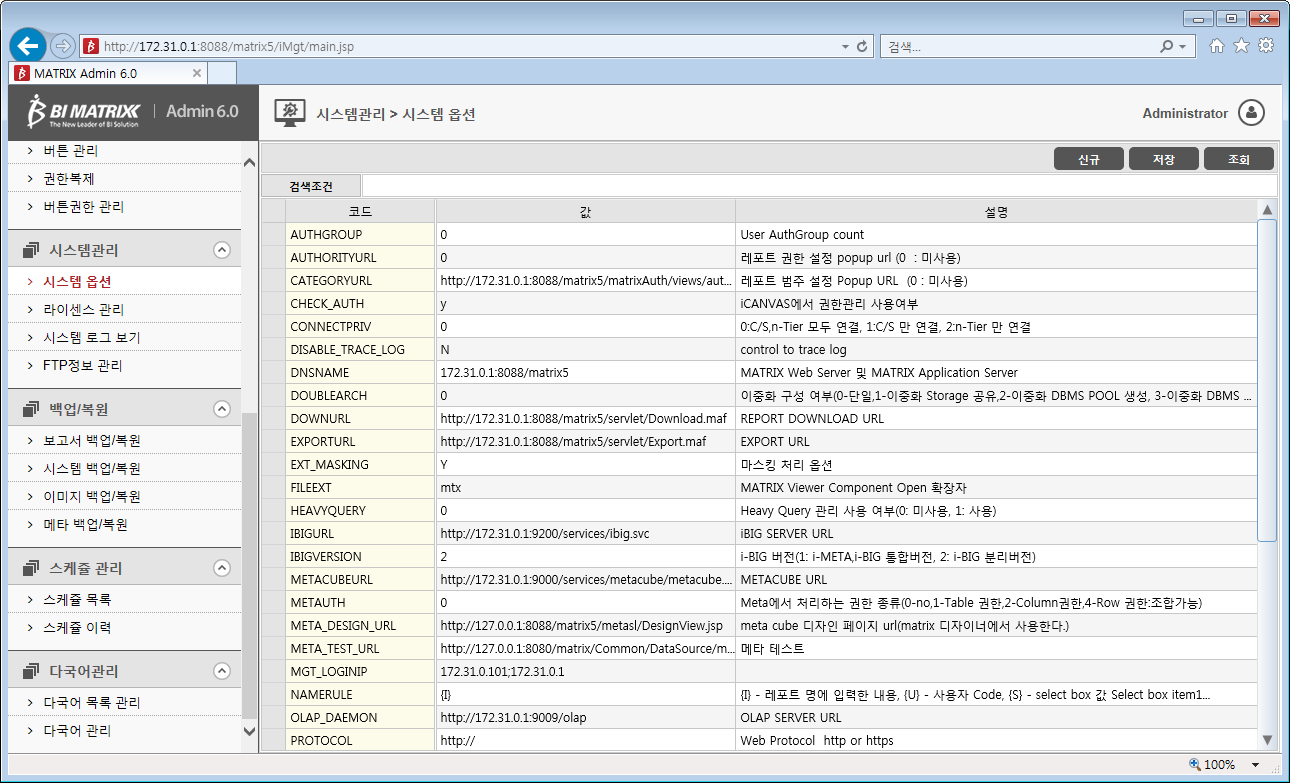 http://172.31.0.1:8088/matrix5/iMgt/main.jsp
검색...
MATRIX Admin 6.0
BI MATRIX
The New Leader of BI Solution
Admin 6.0
시스템관리 > 시스템 옵션
Administrator
버튼 관리
권한복제
버튼권한 관리
시스템관리
시스템 옵션
라이센스 관리
시스템 로그 보기
FTP정보 관리
백업/복원
보고서 백업/복원
시스템 백업/복원
이미지 백업/복원
메타 백업/복원
스케쥴 관리
스케쥴 목록
스케쥴 이력
다국어관리
다국어 목록 관리
다국어 관리
신규 저장 조회
검색조건
코드 값 설명
AUTHGROUP 0 User AuthGroup count
AUTHORITYURL 0 레포트 권한 설정 popup url (0 : 미사용)
CATEGORYURL http://172.31.0.1:8088/matrix5/matrixAuth/views/aut... 레포트 범주 설정 Popup URL (0 : 미사용)
CHECK_AUTH y iCANVAS에서 권한관리 사용여부
CONNECTPRIV 0 0:C/S,n-Tier 모두 연결, 1:C/S 만 연결, 2:n-Tier 만 연결
DISABLE_TRACE_LOG N control to trace log
DNSNAME 172.31.0.1:8088/matrix5 MATRIX Web Server 및 MATRIX Application Server
DOUBLEARCH 0 이중화 구성 여부(0-단일,1-이중화 Storage 공유,2-이중화 DBMS POOL 생성, 3-이중화 DBMS ...
DOWNURL http://172.31.0.1:8088/matrix5/servlet/Download.maf REPORT DOWNLOAD URL
EXPORTURL http://172.31.0.1:8088/matrix5/servlet/Export.maf EXPORT URL
EXT_MASKING Y 마스킹 처리 옵션
FILEEXT mtx MATRIX Viewer Component Open 확장자
HEAVYQUERY 0 Heavy Query 관리 사용 여부(0: 미사용, 1: 사용)
IBIGURL http://172.31.0.1:9200/services/ibig.svc iBIG SERVER URL
IBIGVERSION 2 i-BIG 버전(1: i-META,i-BIG 통합버전, 2: i-BIG 분리버전)
METACUBEURL http://172.31.0.1:9000/services/metacube/metacube.... METACUBE URL
METAUTH 0 Meta에서 처리하는 권한 종류(0-no,1-Table 권한,2-Column권한,4-Row 권한:조합가능)
META_DESIGN_URL http://127.0.0.1:8088/matrix5/metasl/DesignView.jsp meta cube 디자인 페이지 url(matrix 디자이너에서 사용한다.)
META_TEST_URL http://127.0.0.1:8080/matrix/Common/DataSource/m... 메타 테스트
MGT_LOGINIP 172.31.0.101;172.31.0.1
NAMERULE {I} {I} - 레포트 명에 입력한 내용, {U} - 사용자 Code, {S} - select box 값 Select box item1...
OLAP_DAEMON http://172.31.0.1:9009/olap OLAP SERVER URL
PROTOCOL http:// Web Protocol http or https
100%